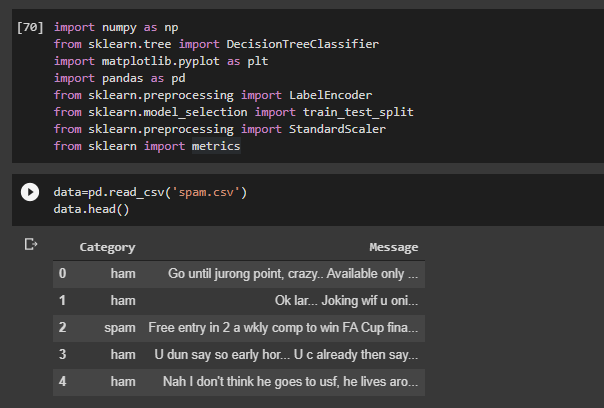 [70] import numpy as np
from sklearn.tree import DecisionTreeClassifier
import matplotlib.pyplot as plt
import pandas as pd
from sklearn.preprocessing import LabelEncoder
from sklearn.model_selection import train_test_split
from sklearn.preprocessing import StandardScaler
from sklearn import metrics
data=pd.read_csv('spam.csv')
data.head()
Category Message
0 ham Go until jurong point, crazy.. Available only ...
1 ham Ok lar... Joking wif u oni...
2 spam Free entry in 2 a wkly comp to win FA Cup fina...
3 ham U dun say so early hor... U c already then say...
4 ham Nah I don't think he goes to usf, he lives aro...